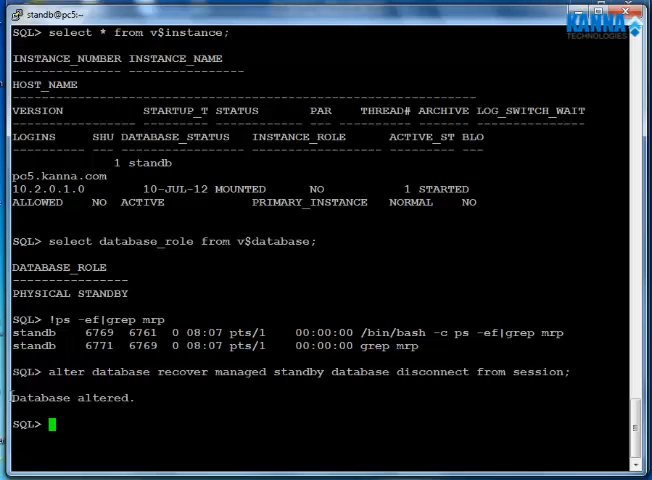 standb@pc5:~
KANNA
TECHNOLOGIES
SQL> select * from v$instance;
INSTANCE_NUMBER INSTANCE_NAME
--------------- ----------------
HOST_NAME
----------------------------------------------------------------
VERSION STARTUP_T STATUS PAR THREAD# ARCHIVE LOG_SWITCH_WAIT
----------------- --------- ------------ --- ---------- ------- ---------------
LOGINS SHU DATABASE_STATUS INSTANCE_ROLE ACTIVE_ST BLO
---------- --- ----------------- ------------------ --------- ---
1 standb
pc5.kanna.com
10.2.0.1.0 10-JUL-12 MOUNTED NO 1 STARTED
ALLOWED NO ACTIVE PRIMARY_INSTANCE NORMAL NO
SQL> select database_role from v$database;
DATABASE_ROLE
----------------
PHYSICAL STANDBY
SQL> !ps -ef|grep mrp
standb 6769 6761 0 08:07 pts/1 00:00:00 /bin/bash -c ps -ef|grep mrp
standb 6771 6769 0 08:07 pts/1 00:00:00 grep mrp
SQL> alter database recover managed standby database disconnect from session;
Database altered.
SQL>